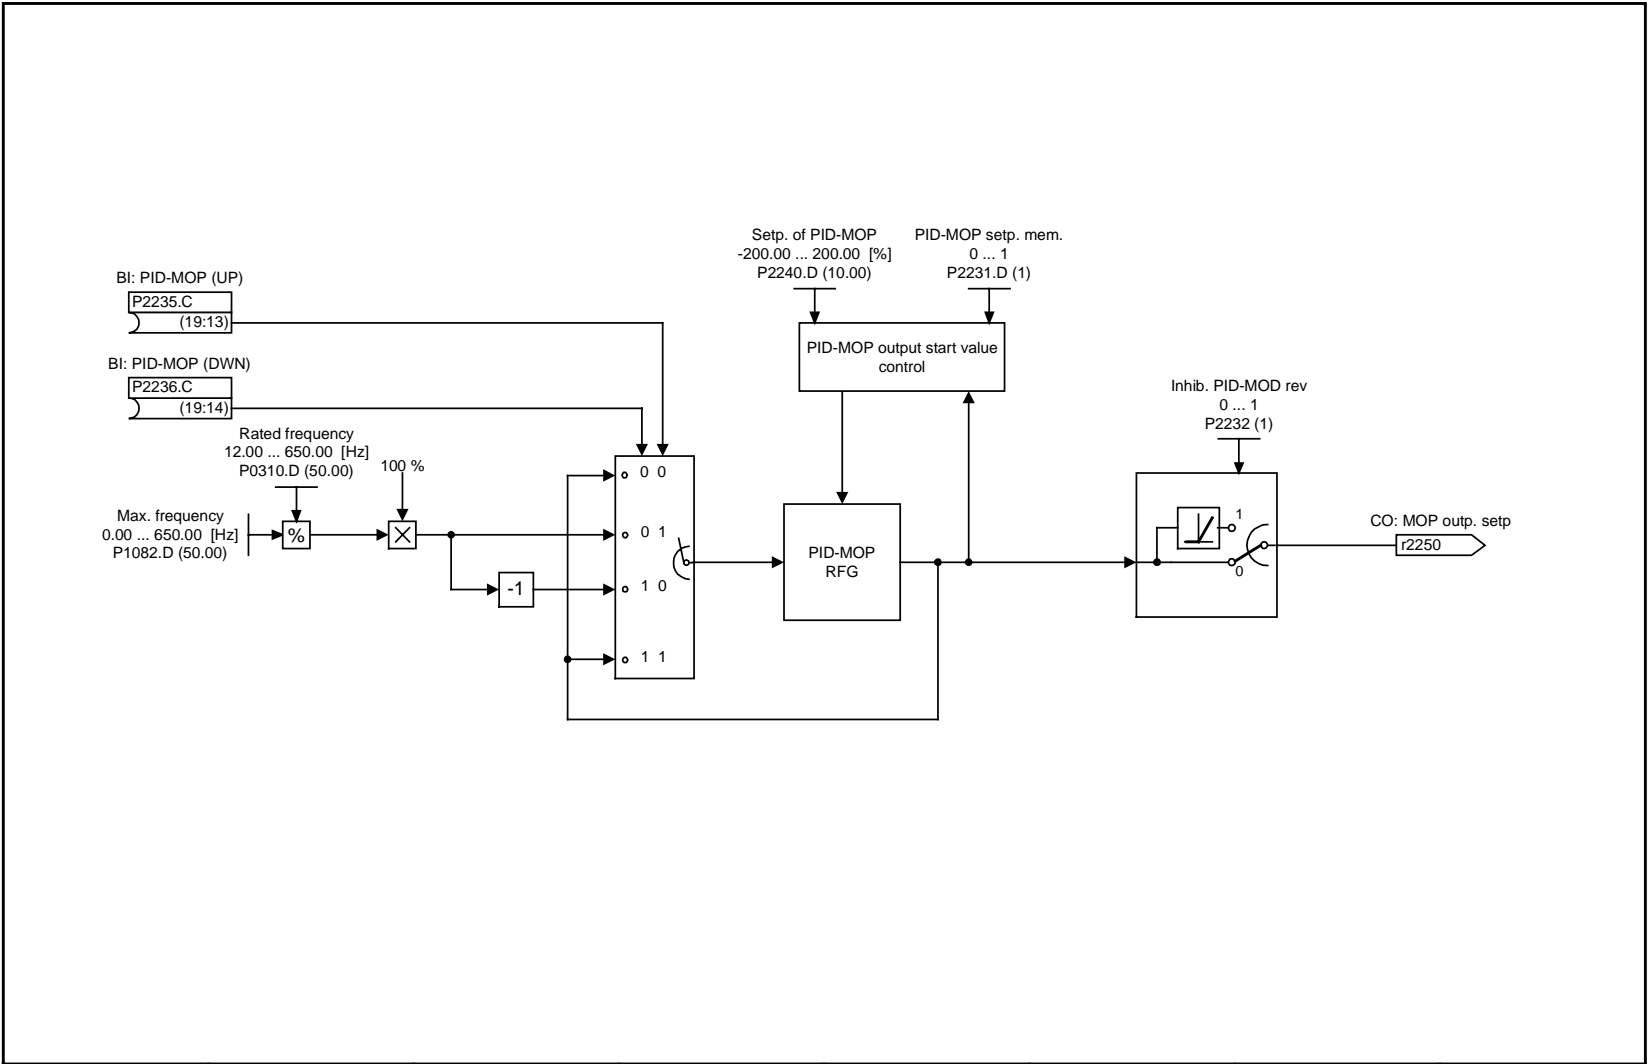 Setp. of PID-MOP
-200.00 ... 200.00 [%]
P2240.D (10.00)
PID-MOP setp. mem.
0 ... 1
P2231.D (1)
BI: PID-MOP (UP)
P2235.C
(19:13)
PID-MOP output start value
control
BI: PID-MOP (DWN)
P2236.C
(19:14)
Inhib. PID-MOD rev
0 ... 1
P2232 (1)
Rated frequency
12.00 ... 650.00 [Hz]
P0310.D (50.00)
100 %
Max. frequency
0.00 ... 650.00 [Hz]
P1082.D (50.00)
%
0 0
0 1
1 0
1 1
-1
PID-MOP
RFG
1
0
CO: MOP outp. setp
r2250